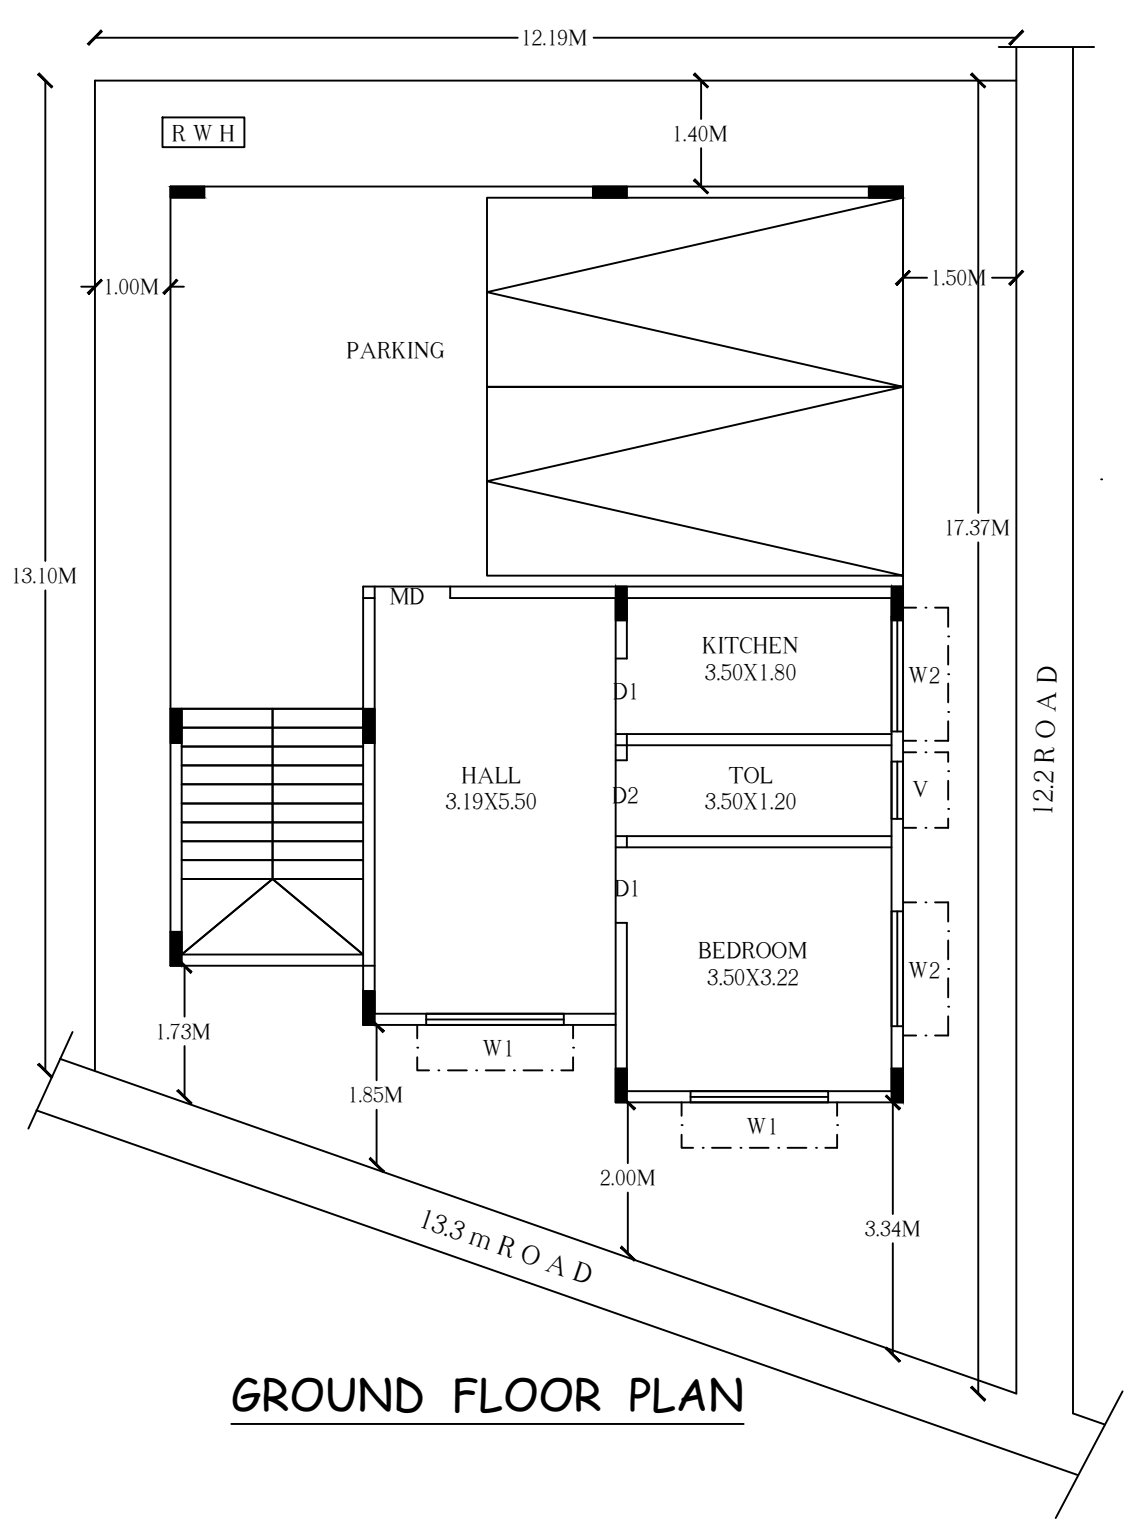 12.19M
R W H
1.40M
1.00M
1.50M
PARKING
17.37M
13.10M
MD
KITCHEN
3.50X1.80
W2
D1
12.2 R O A D
HALL
3.19X5.50
TOL
3.50X1.20
V
D2
D1
BEDROOM
3.50X3.22
W2
1.73M
W1
1.85M
W1
2.00M
3.34M
13.3 m R O A D
GROUND FLOOR PLAN